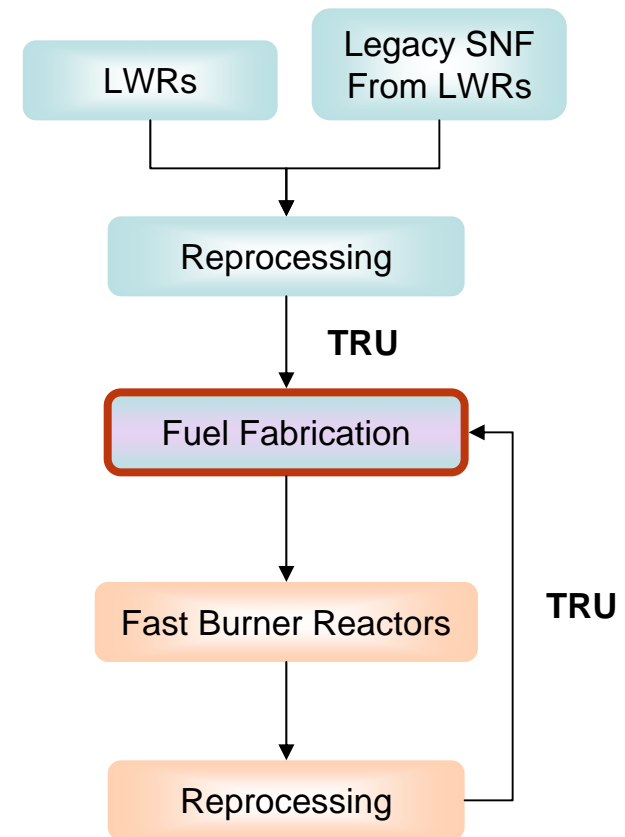 LWRs
Legacy SNF
From LWRs
Reprocessing
TRU
Fuel Fabrication
Fast Burner Reactors
TRU
Reprocessing